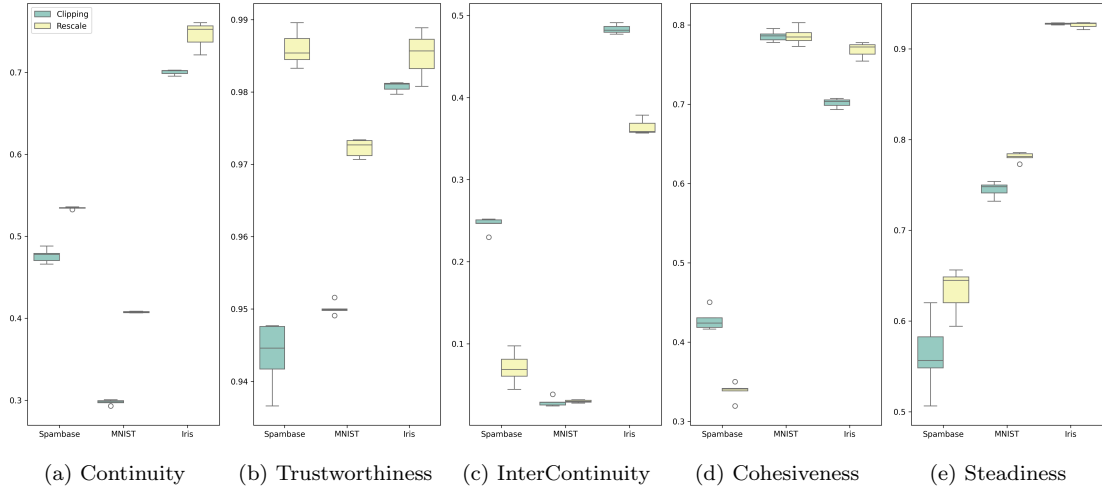 Clipping
Rescale
0.7
0.6
0.5
0.4
0.3
Spambase MNIST Iris
0.99
0.98
0.97
0.96
0.95
0.94
Spambase MNIST Iris
0.5
0.4
0.3
0.2
0.1
Spambase MNIST Iris
0.8
0.7
0.6
0.5
0.4
0.3
Spambase MNIST Iris
0.9
0.8
0.7
0.6
0.5
Spambase MNIST Iris
(a) Continuity
(b) Trustworthiness
(c) InterContinuity
(d) Cohesiveness
(e) Steadiness